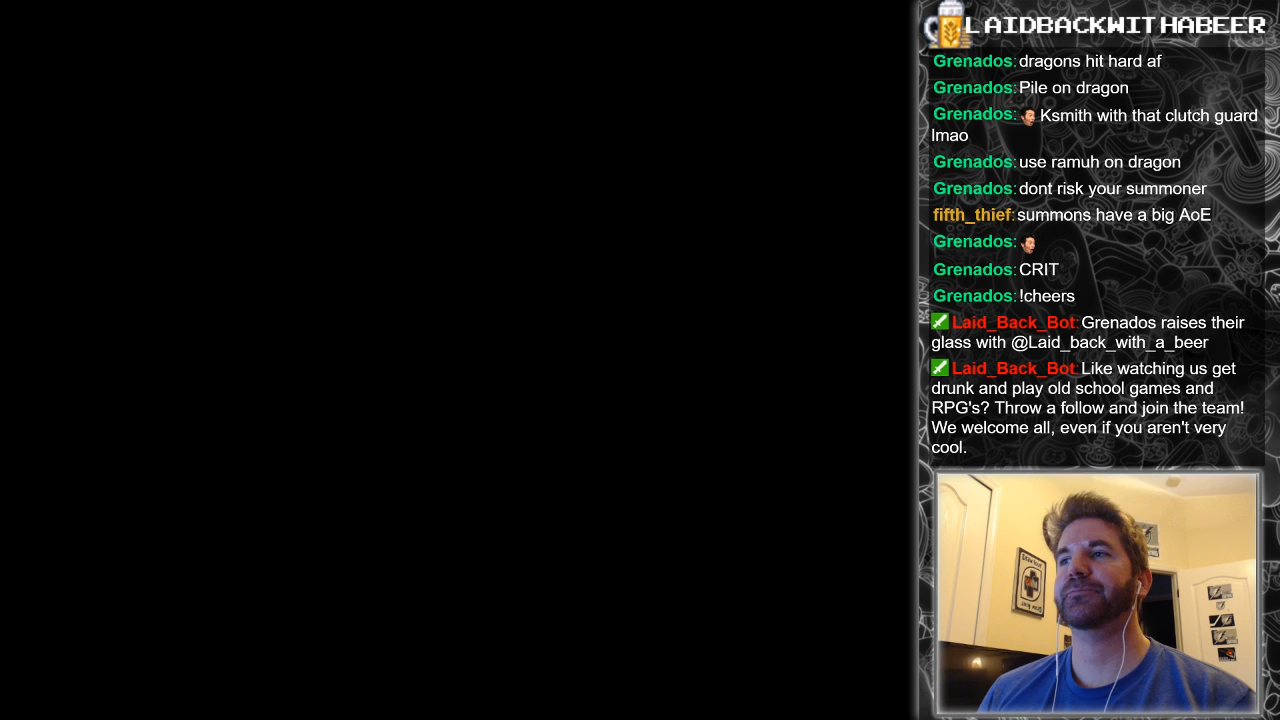 LAIDBACKWITHABEER
Grenados: dragons hit hard af
Grenados: Pile on dragon
Grenados: Ksmith with that clutch guard
lmao
Grenados: use ramuh on dragon
Grenados: dont risk your summoner
fifth_thief: summons have a big AoE
Grenados:
Grenados: CRIT
Grenados: !cheers
Laid_Back_Bot: Grenados raises their
glass with @Laid_back_with_a_beer
Laid_Back_Bot: Like watching us get
drunk and play old school games and
RPG's? Throw a follow and join the team!
We welcome all, even if you aren't very
cool.